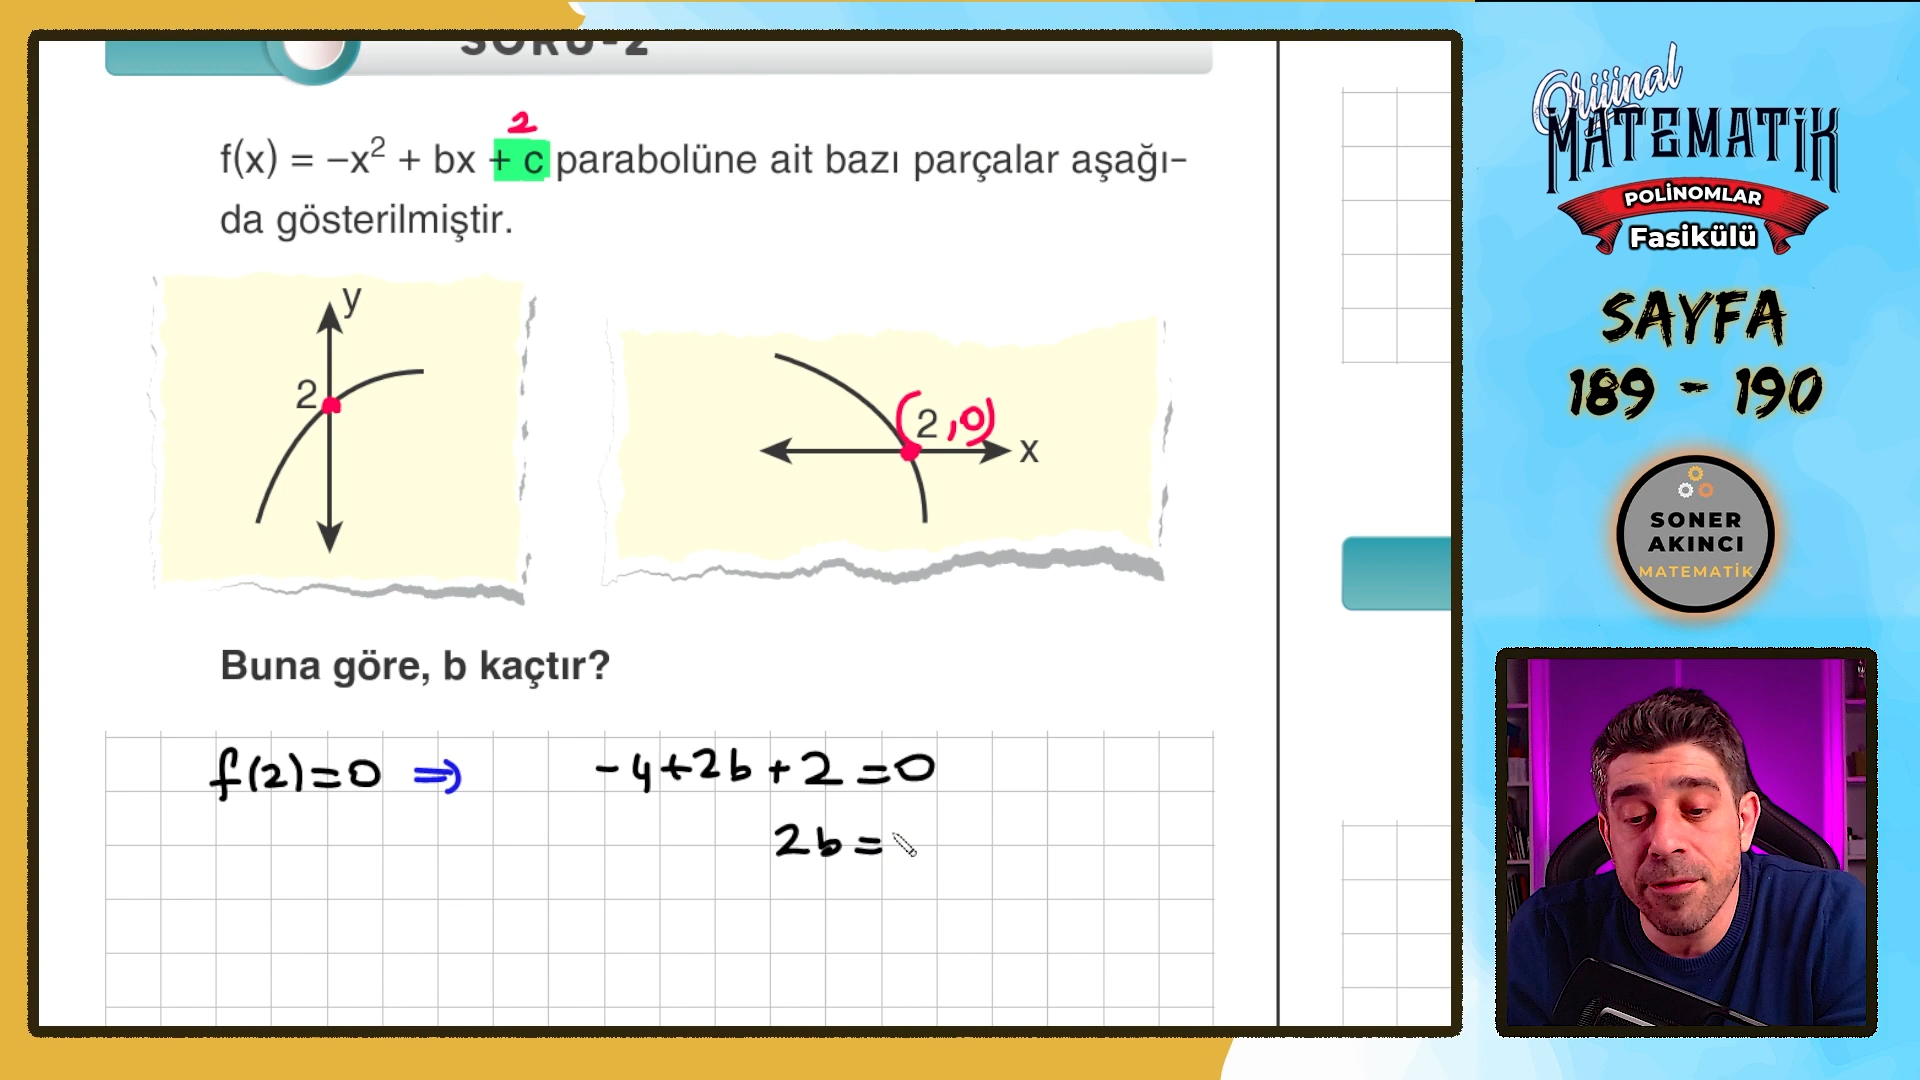 SORU-2
2
f(x) = –x² + bx + c parabolüne ait bazı parçalar aşağı-
da gösterilmiştir.
y
2
(2,0)
x
Buna göre, b kaçtır?
f(2)=0 ⇒ -4+2b+2=0
2b=
Orijinal
MATEMATİK
POLİNOMLAR
Fasikülü
SAYFA
189 - 190
SONER
AKINCI
MATEMATİK